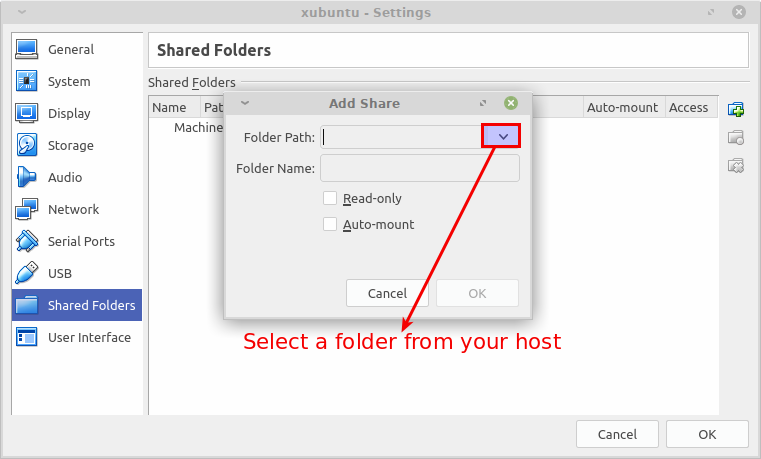 xubuntu - Settings
General
System
Display
Storage
Audio
Network
Serial Ports
USB
Shared Folders
User Interface
Shared Folders
Shared Folders
Name Pat Auto-mount Access
Machine
Add Share
Folder Path:
Folder Name:
Read-only
Auto-mount
Cancel OK
Select a folder from your host
Cancel OK